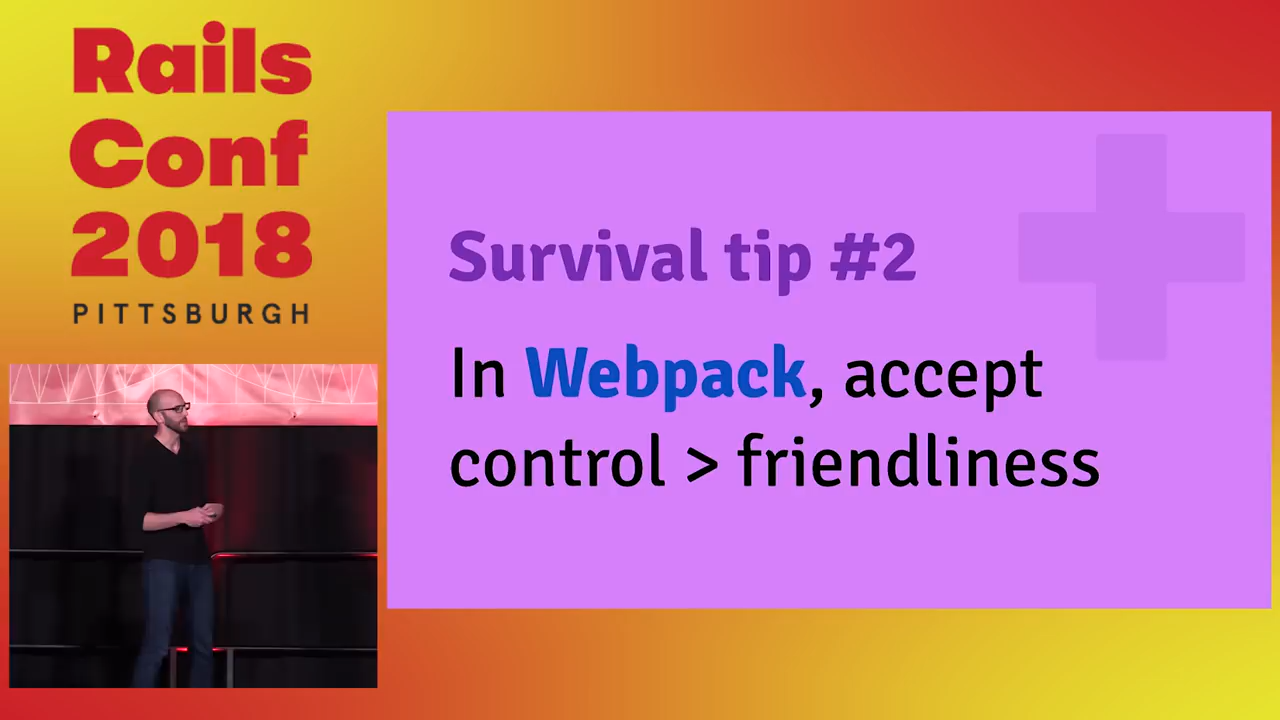 Rails
Conf
2018
PITTSBURGH
Survival tip #2
In Webpack, accept
control > friendliness